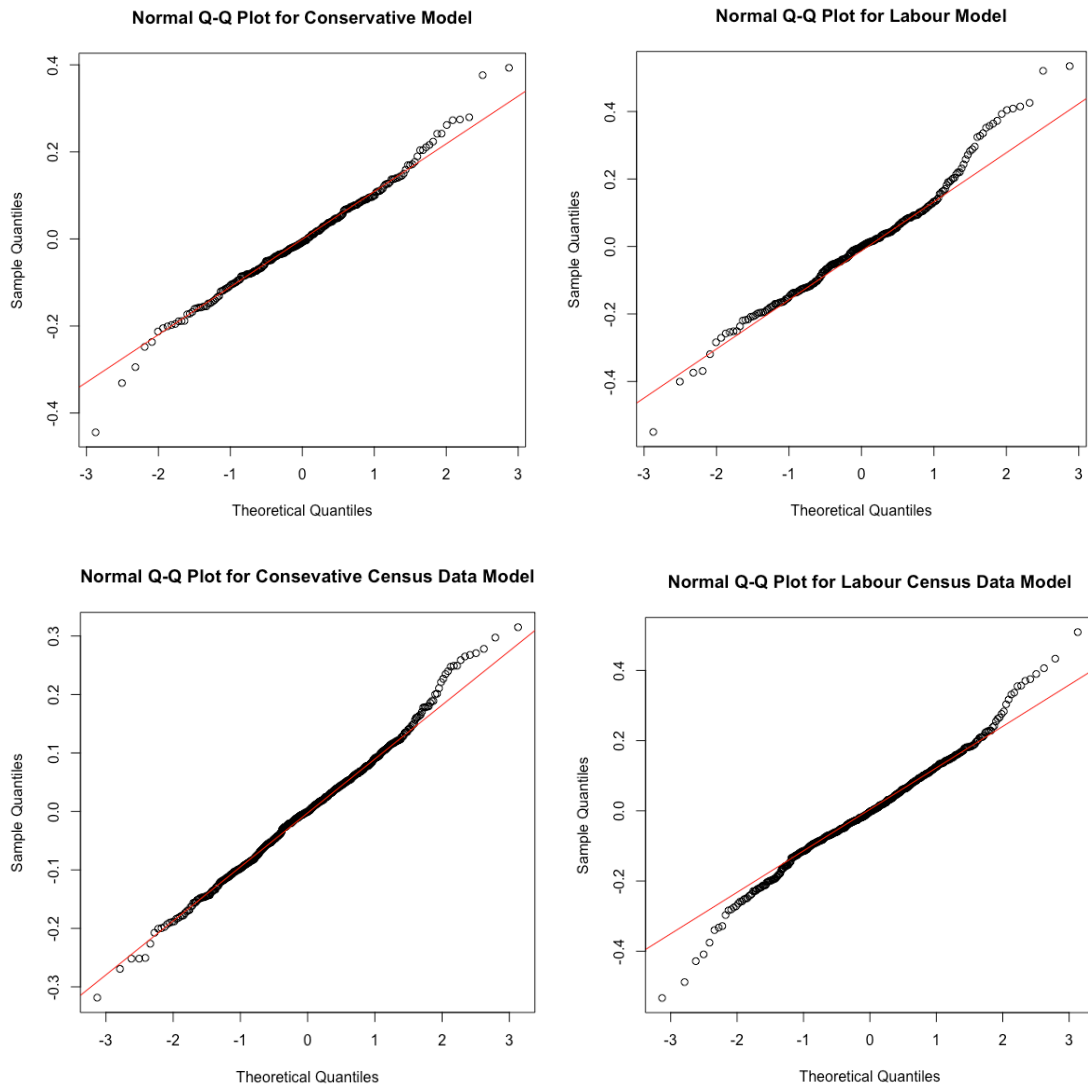 Normal Q-Q Plot for Conservative Model
0.4
0.2
0.0
-0.2
-0.4
Sample Quantiles
-3 -2 -1 0 1 2 3
Theoretical Quantiles
Normal Q-Q Plot for Labour Model
0.4
0.2
0.0
-0.2
-0.4
Sample Quantiles
-3 -2 -1 0 1 2 3
Theoretical Quantiles
Normal Q-Q Plot for Consevative Census Data Model
0.3
0.2
0.1
0.0
-0.1
-0.2
-0.3
Sample Quantiles
-3 -2 -1 0 1 2 3
Theoretical Quantiles
Normal Q-Q Plot for Labour Census Data Model
0.4
0.2
0.0
-0.2
-0.4
Sample Quantiles
-3 -2 -1 0 1 2 3
Theoretical Quantiles